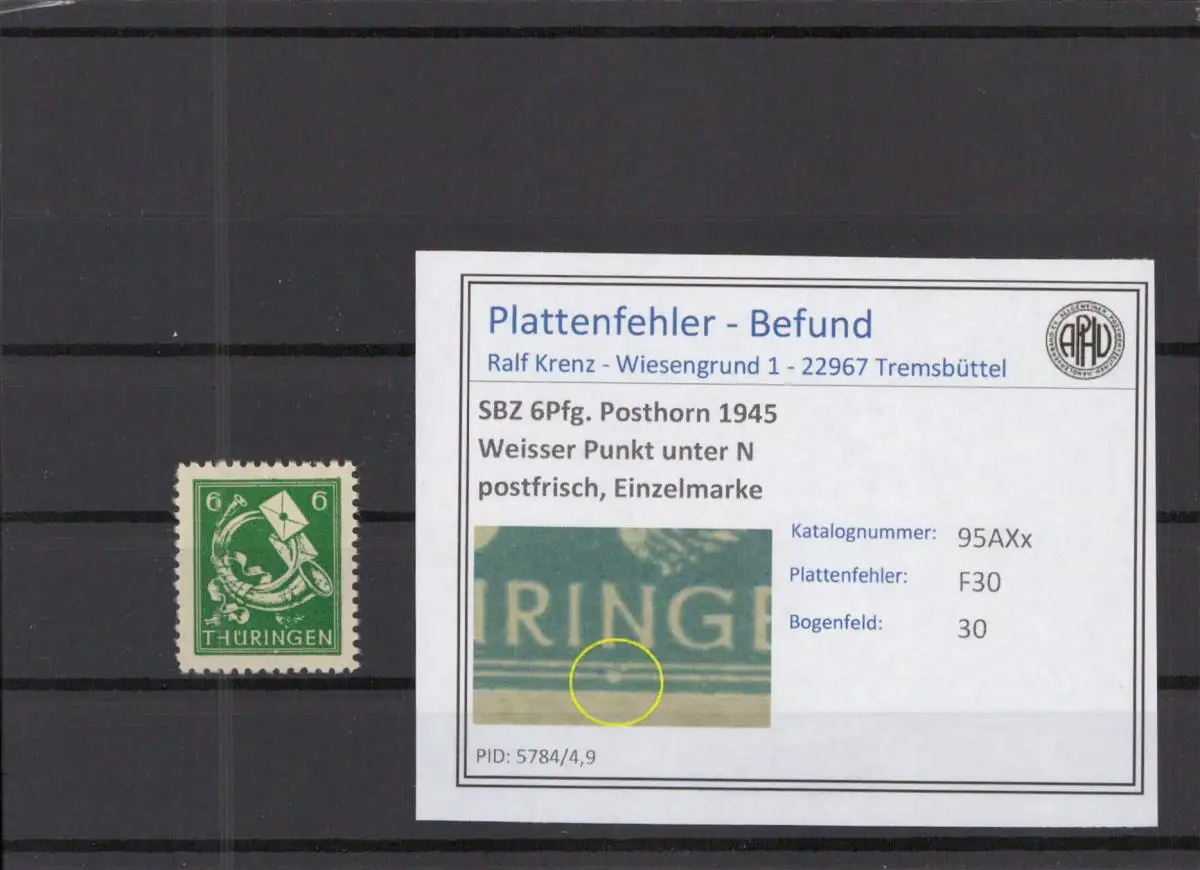 6 6
THÜRINGEN
Plattenfehler - Befund
Ralf Krenz - Wiesengrund 1 - 22967 Tremsbüttel
APHV
SBZ 6Pfg. Posthorn 1945
Weisser Punkt unter N
postfrisch, Einzelmarke
RINGE
Katalognummer: 95AXx
Plattenfehler: F30
Bogenfeld: 30
PID: 5784/4,9